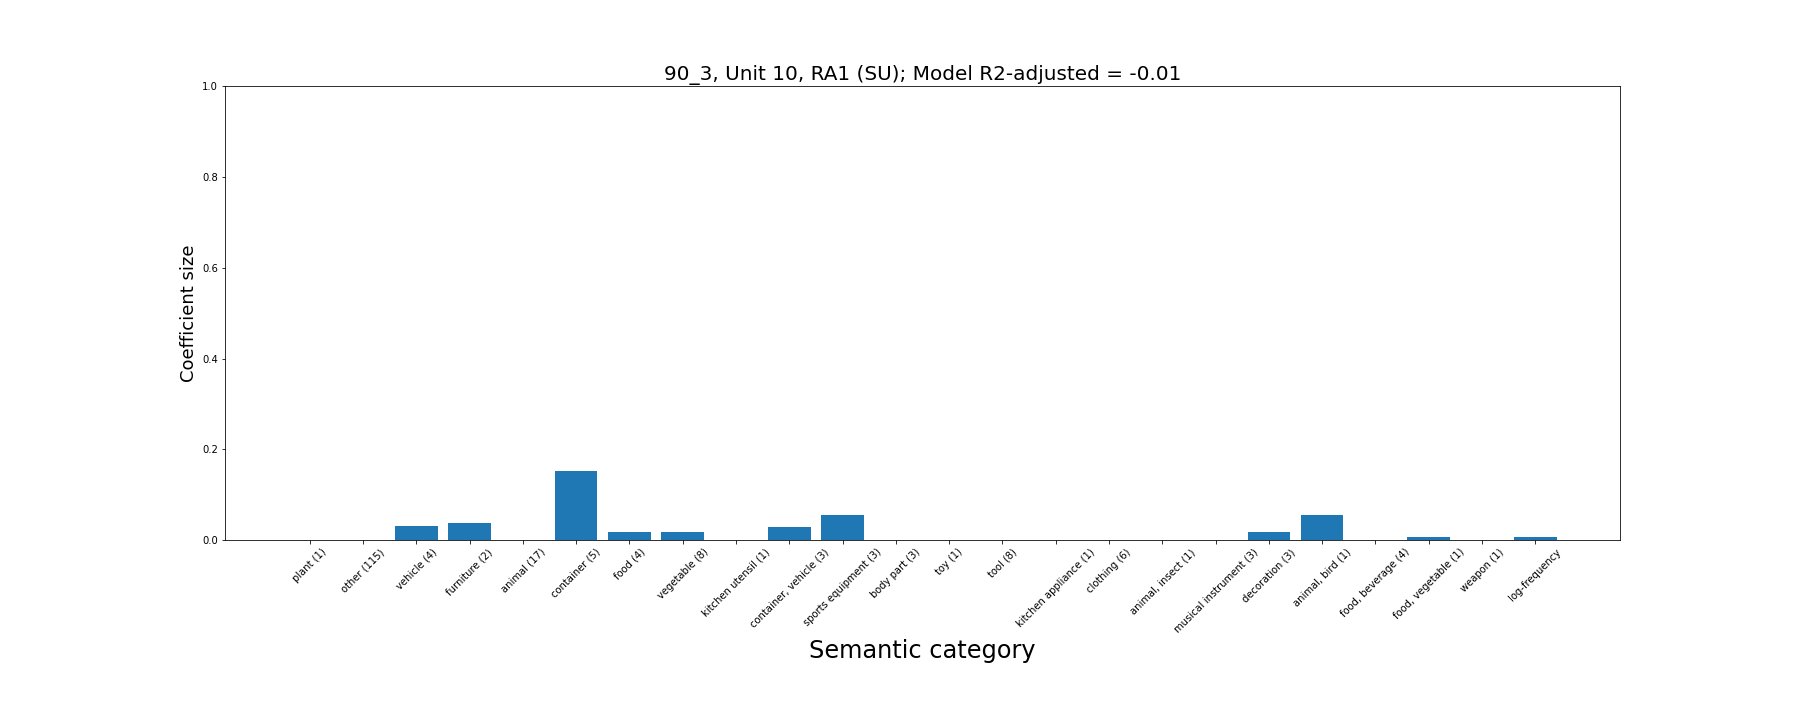 90_3, Unit 10, RA1 (SU); Model R2-adjusted = -0.01
1.0
0.8
0.6
0.4
0.2
0.0
Coefficient size
plant (1)
other (115)
vehicle (4)
furniture (2)
animal (17)
container (5)
food (4)
vegetable (8)
kitchen utensil (1)
container, vehicle (3)
sports equipment (3)
body part (3)
toy (1)
tool (8)
kitchen appliance (1)
clothing (6)
animal, insect (1)
musical instrument (3)
decoration (3)
animal, bird (1)
food, beverage (4)
food, vegetable (1)
weapon (1)
log-frequency
Semantic category